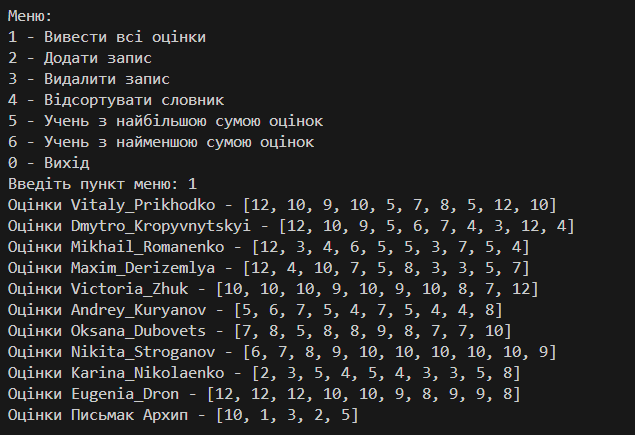 Меню:
1 - Вивести всі оцінки
2 - Додати запис
3 - Видалити запис
4 - Відсортувати словник
5 - Учень з найбільшою сумою оцінок
6 - Учень з найменшою сумою оцінок
0 - Вихід
Введіть пункт меню: 1
Оцінки Vitaly_Prikhodko - [12, 10, 9, 10, 5, 7, 8, 5, 12, 10]
Оцінки Dmytro_Kropyvnytskyi - [12, 10, 9, 5, 6, 7, 4, 3, 12, 4]
Оцінки Mikhail_Romanenko - [12, 3, 4, 6, 5, 5, 3, 7, 5, 4]
Оцінки Maxim_Derizemlya - [12, 4, 10, 7, 5, 8, 3, 3, 5, 7]
Оцінки Victoria_Zhuk - [10, 10, 10, 9, 10, 9, 10, 8, 7, 12]
Оцінки Andrey_Kuryanov - [5, 6, 7, 5, 4, 7, 5, 4, 4, 8]
Оцінки Oksana_Dubovets - [7, 8, 5, 8, 8, 9, 8, 7, 7, 10]
Оцінки Nikita_Stroganov - [6, 7, 8, 9, 10, 10, 10, 10, 10, 9]
Оцінки Karina_Nikolaenko - [2, 3, 5, 4, 5, 4, 3, 3, 5, 8]
Оцінки Eugenia_Dron - [12, 12, 12, 10, 10, 9, 8, 9, 9, 8]
Оцінки Письмак Архип - [10, 1, 3, 2, 5]